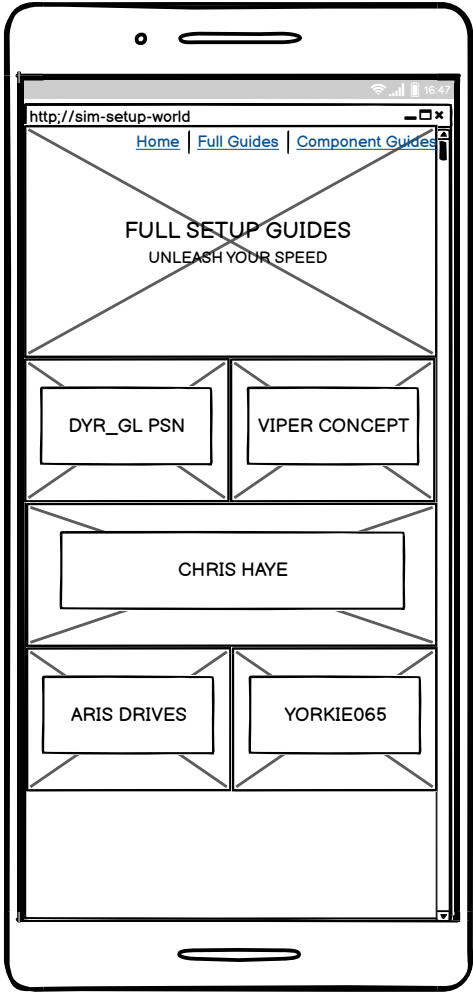 16:47
http;//sim-setup-world
Home | Full Guides | Component Guides
FULL SETUP GUIDES
UNLEASH YOUR SPEED
DYR_GL PSN
VIPER CONCEPT
CHRIS HAYE
ARIS DRIVES
YORKIE065